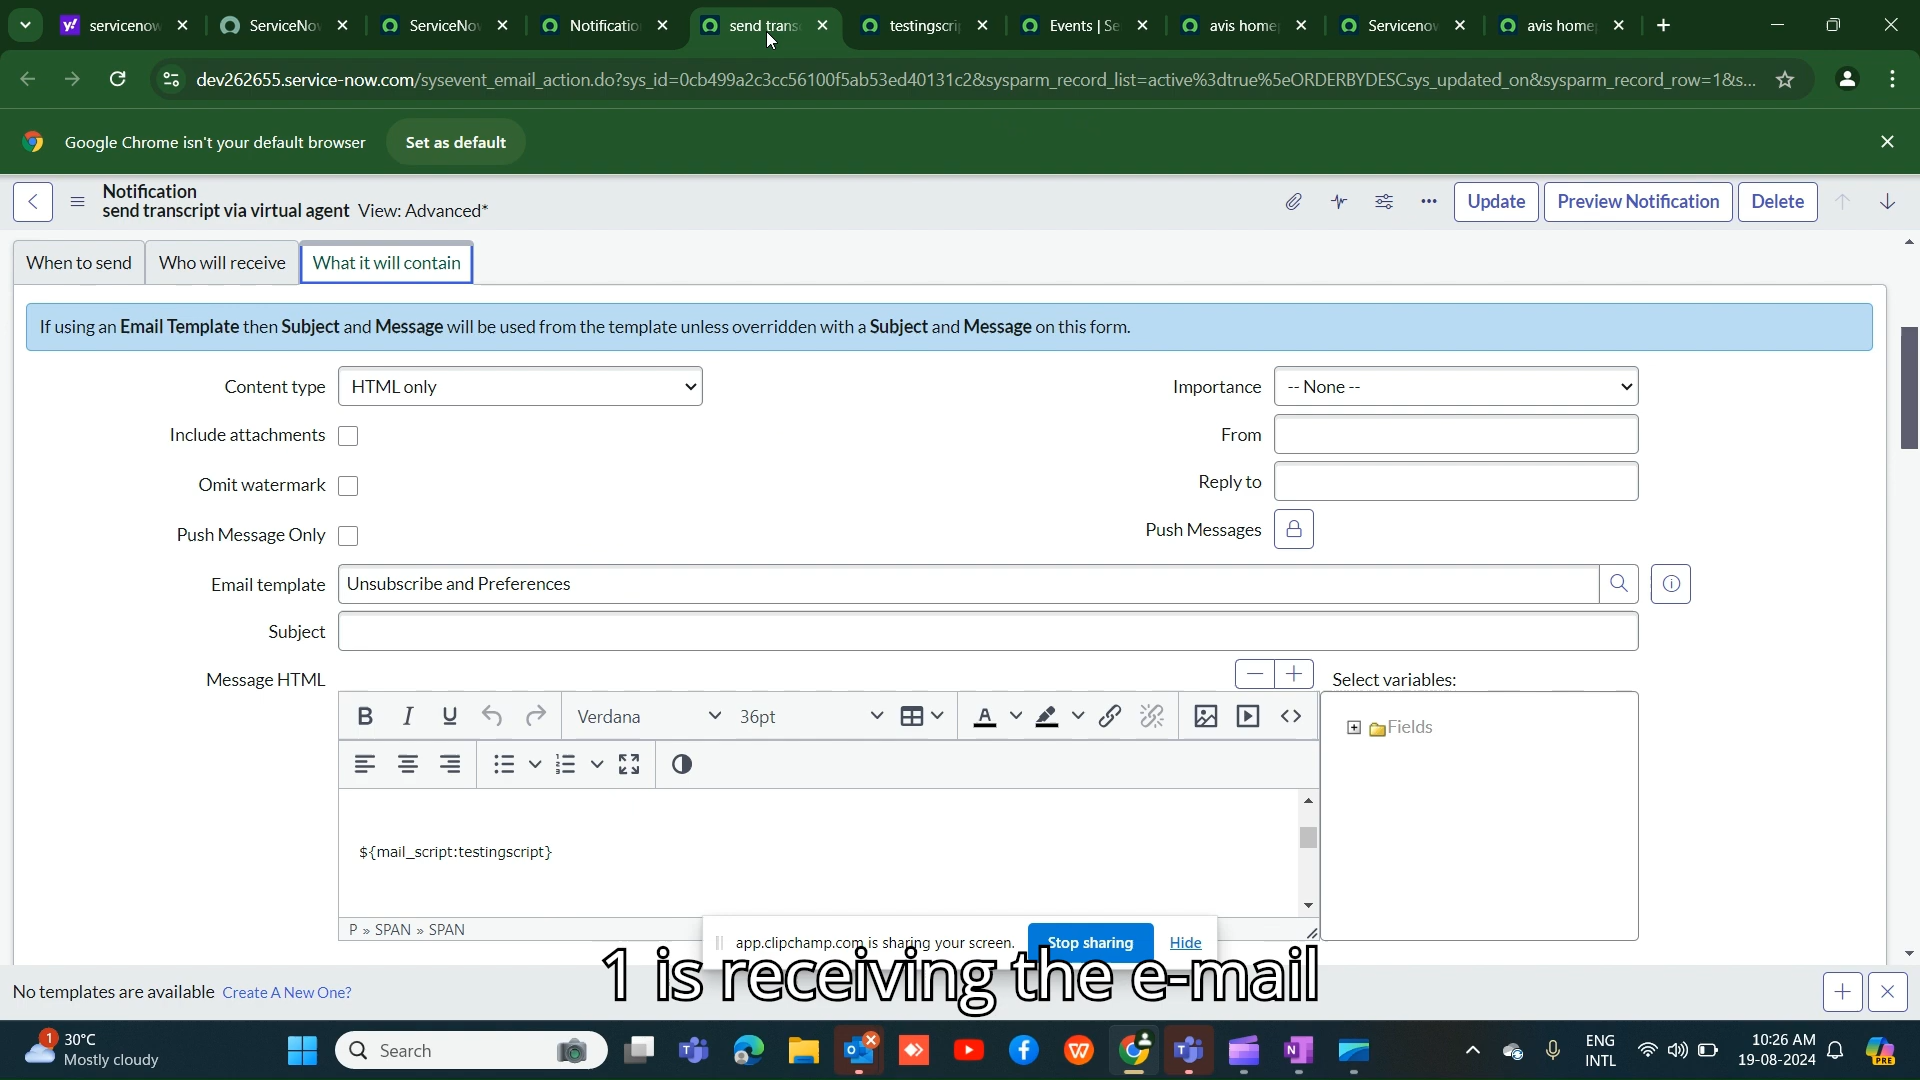 servicenow
ServiceNo
ServiceNo
Notificatio
send trans
testingscri
Events | Se
avis home
Servicenov
avis home
dev262655.service-now.com/sysevent_email_action.do?sys_id=0cb499a2c3cc56100f5ab53ed40131c2&sysparm_record_list=active%3dtrue%5eORDERBYDESCsys_updated_on&sysparm_record_row=1&s...
Google Chrome isn't your default browser
Set as default
Notification
send transcript via virtual agent View: Advanced*
Update
Preview Notification
Delete
When to send
Who will receive
What it will contain
If using an Email Template then Subject and Message will be used from the template unless overridden with a Subject and Message on this form.
Content type
HTML only
Importance
-- None --
Include attachments
From
Omit watermark
Reply to
Push Message Only
Push Messages
Email template
Unsubscribe and Preferences
Subject
Message HTML
Select variables:
Verdana
36pt
Fields
${mail_script:testingscript}
P » SPAN » SPAN
app.clipchamp.com is sharing your screen.
Stop sharing
Hide
1 is receiving the e-mail
No templates are available Create A New One?
1
30°C
Mostly cloudy
Search
ENG
INTL
10:26 AM
19-08-2024
PRE